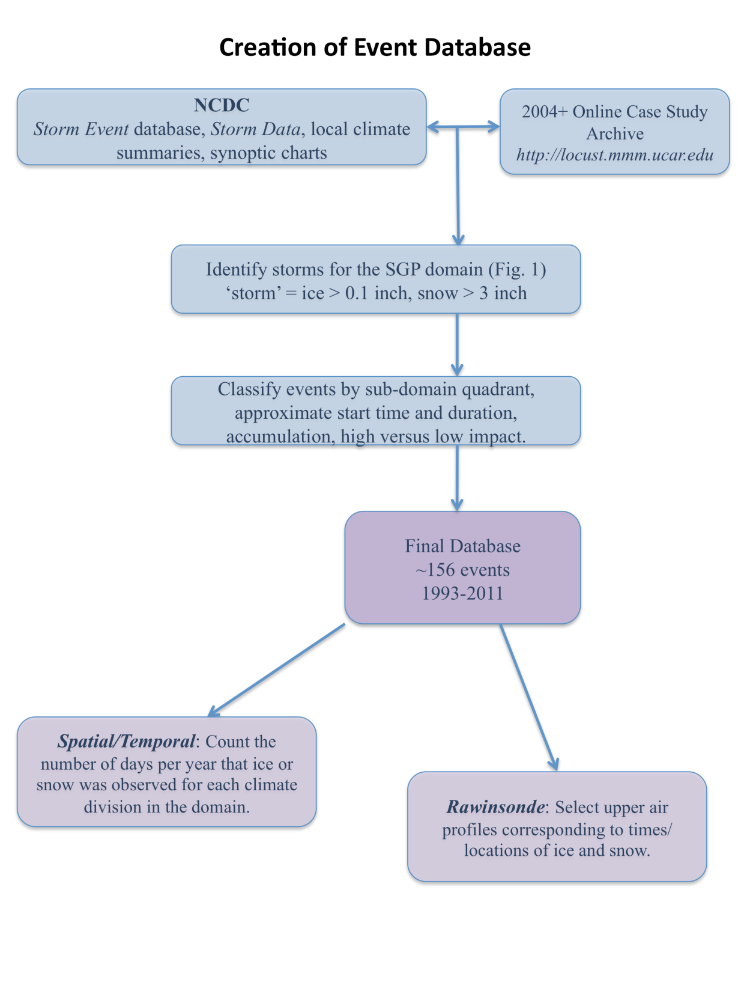 Creation of Event Database
NCDC
Storm Event database, Storm Data, local climate
summaries, synoptic charts
2004+ Online Case Study
Archive
http://locust.mmm.ucar.edu
Identify storms for the SGP domain (Fig. 1)
‘storm’ = ice > 0.1 inch, snow > 3 inch
Classify events by sub-domain quadrant,
approximate start time and duration,
accumulation, high versus low impact.
Final Database
~156 events
1993-2011
Spatial/Temporal: Count the
number of days per year that ice or
snow was observed for each climate
division in the domain.
Rawinsonde: Select upper air
profiles corresponding to times/
locations of ice and snow.